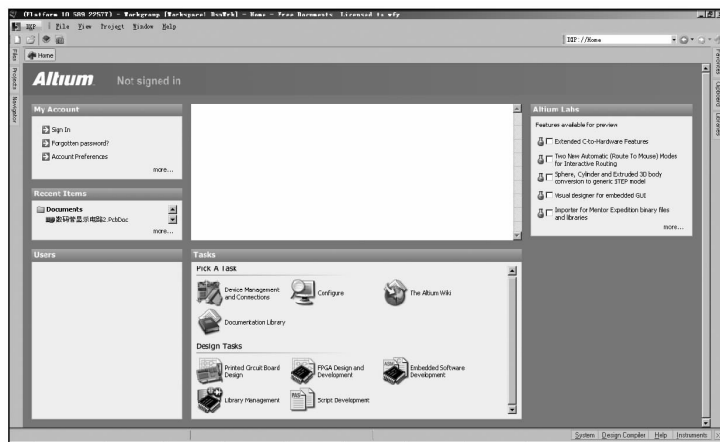 (Platform 10.589.22577) - Workgroup [Workspace1.DsnWrk] - Home - Free Documents. Licensed to wfy
DXP File View Project Window Help
DXP://Home
Home
Files
Projects
Navigator
Favorites
Clipboard
Libraries
Altium. Not signed in
My Account
Sign In
Forgotten password?
Account Preferences
more...
Recent Items
Documents
数码管显示电路2.PcbDoc
more...
Users
Tasks
Pick A Task
Device Management
and Connections
Configure
The Altium Wiki
Documentation Library
Design Tasks
Printed Circuit Board
Design
FPGA Design and
Development
Embedded Software
Development
Library Management
Script Development
Altium Labs
Features available for preview
Extended C-to-Hardware Features
Two New Automatic (Route To Mouse) Modes
for Interactive Routing
Sphere, Cylinder and Extruded 3D body
conversion to generic STEP model
Visual designer for embedded GUI
Importer for Mentor Expedition binary files
and libraries
more...
System Design Compiler Help Instruments